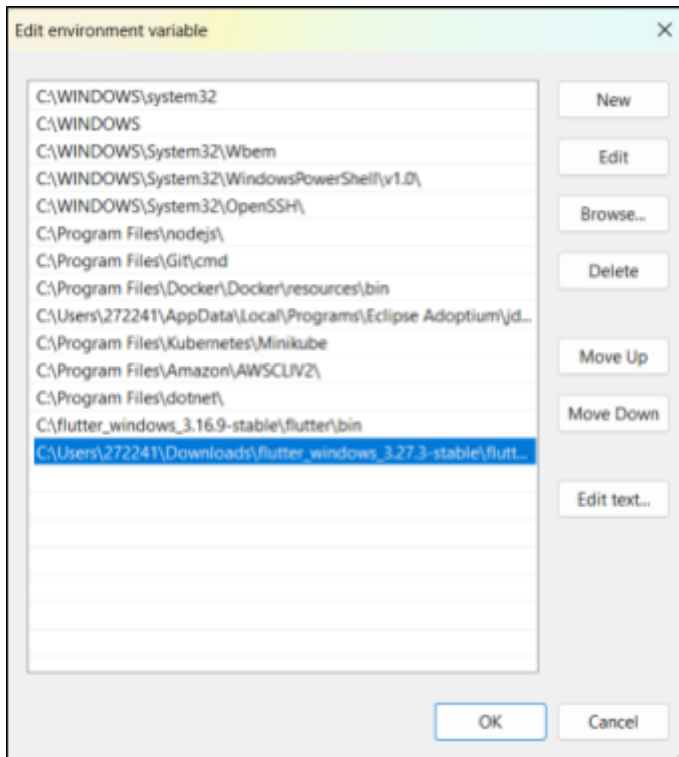 Edit environment variable
C:\WINDOWS\system32
New
C:\WINDOWS
C:\WINDOWS\System32\Wbem
Edit
C:\WINDOWS\System32\WindowsPowerShell\v1.0\
C:\WINDOWS\System32\OpenSSH\
Browse...
C:\Program Files\nodejs\
C:\Program Files\Git\cmd
Delete
C:\Program Files\Docker\Docker\resources\bin
C:\Users\272241\AppData\Local\Programs\Eclipse Adoptium\jd...
C:\Program Files\Kubernetes\Minikube
Move Up
C:\Program Files\Amazon\AWSCLIV2\
C:\Program Files\dotnet\
Move Down
C:\flutter_windows_3.16.9-stable\flutter\bin
C:\Users\272241\Downloads\flutter_windows_3.27.3-stable\flutt...
Edit text...
OK
Cancel